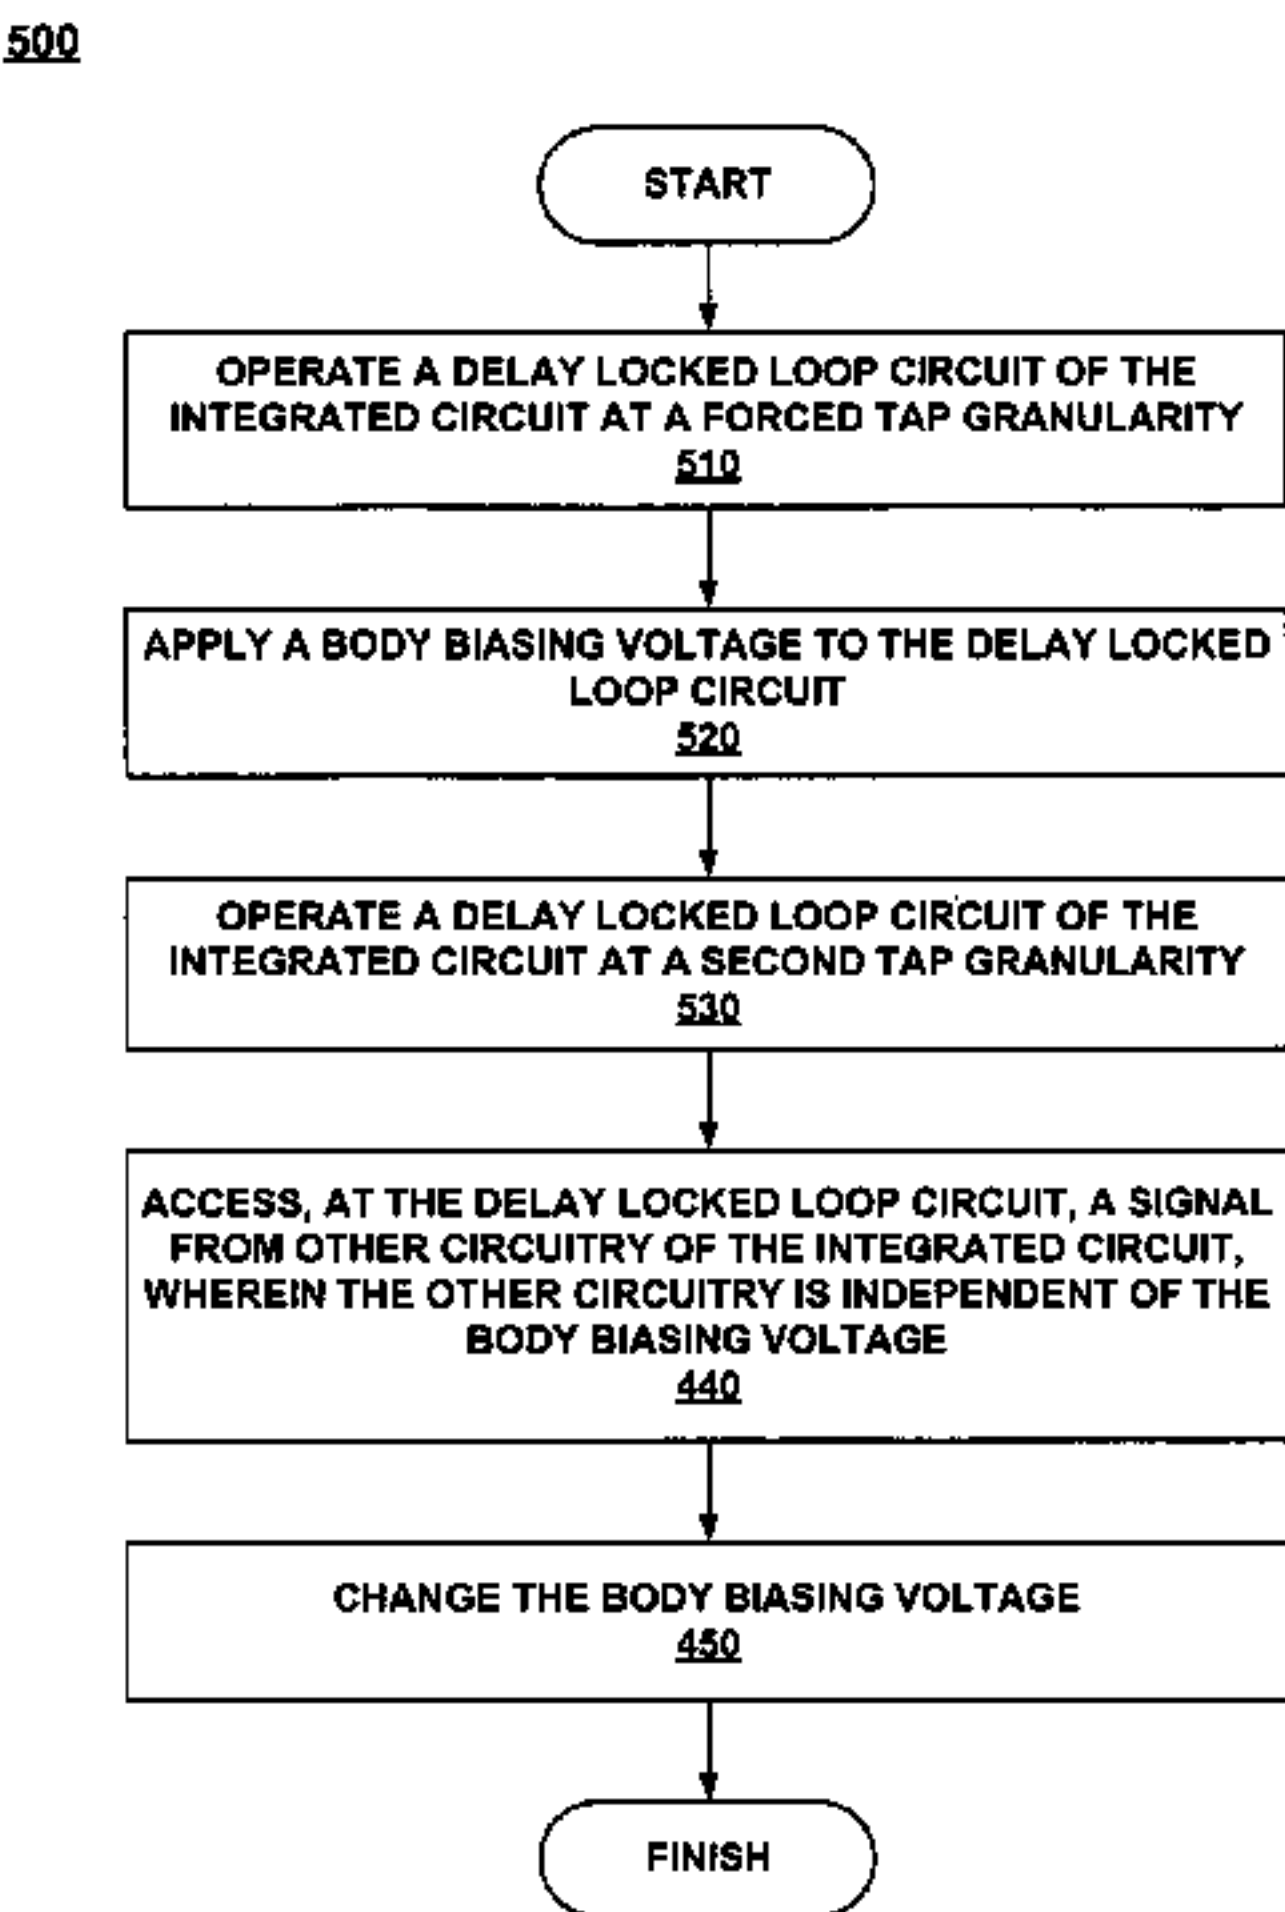 500
START
OPERATE A DELAY LOCKED LOOP CIRCUIT OF THE
INTEGRATED CIRCUIT AT A FORCED TAP GRANULARITY
510
APPLY A BODY BIASING VOLTAGE TO THE DELAY LOCKED
LOOP CIRCUIT
520
OPERATE A DELAY LOCKED LOOP CIRCUIT OF THE
INTEGRATED CIRCUIT AT A SECOND TAP GRANULARITY
530
ACCESS, AT THE DELAY LOCKED LOOP CIRCUIT, A SIGNAL
FROM OTHER CIRCUITRY OF THE INTEGRATED CIRCUIT,
WHEREIN THE OTHER CIRCUITRY IS INDEPENDENT OF THE
BODY BIASING VOLTAGE
440
CHANGE THE BODY BIASING VOLTAGE
450
FINISH